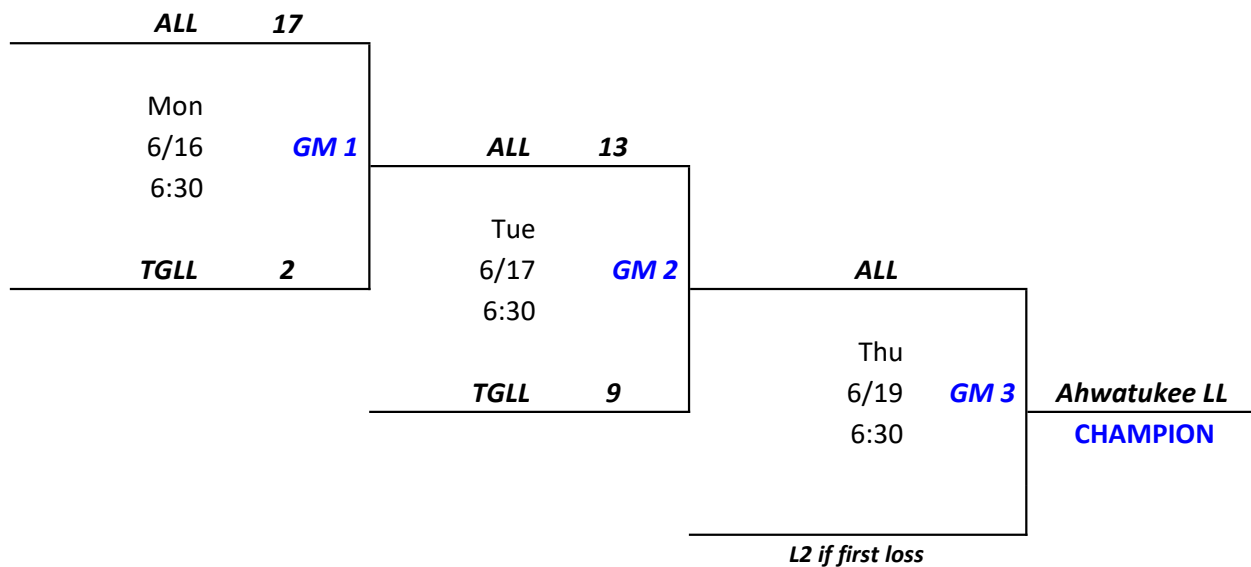 ALL 17
Mon
6/16 GM 1
6:30
TGLL 2
ALL 13
Tue
6/17 GM 2
6:30
TGLL 9
ALL
Thu
6/19 GM 3
6:30
L2 if first loss
Ahwatukee LL
CHAMPION